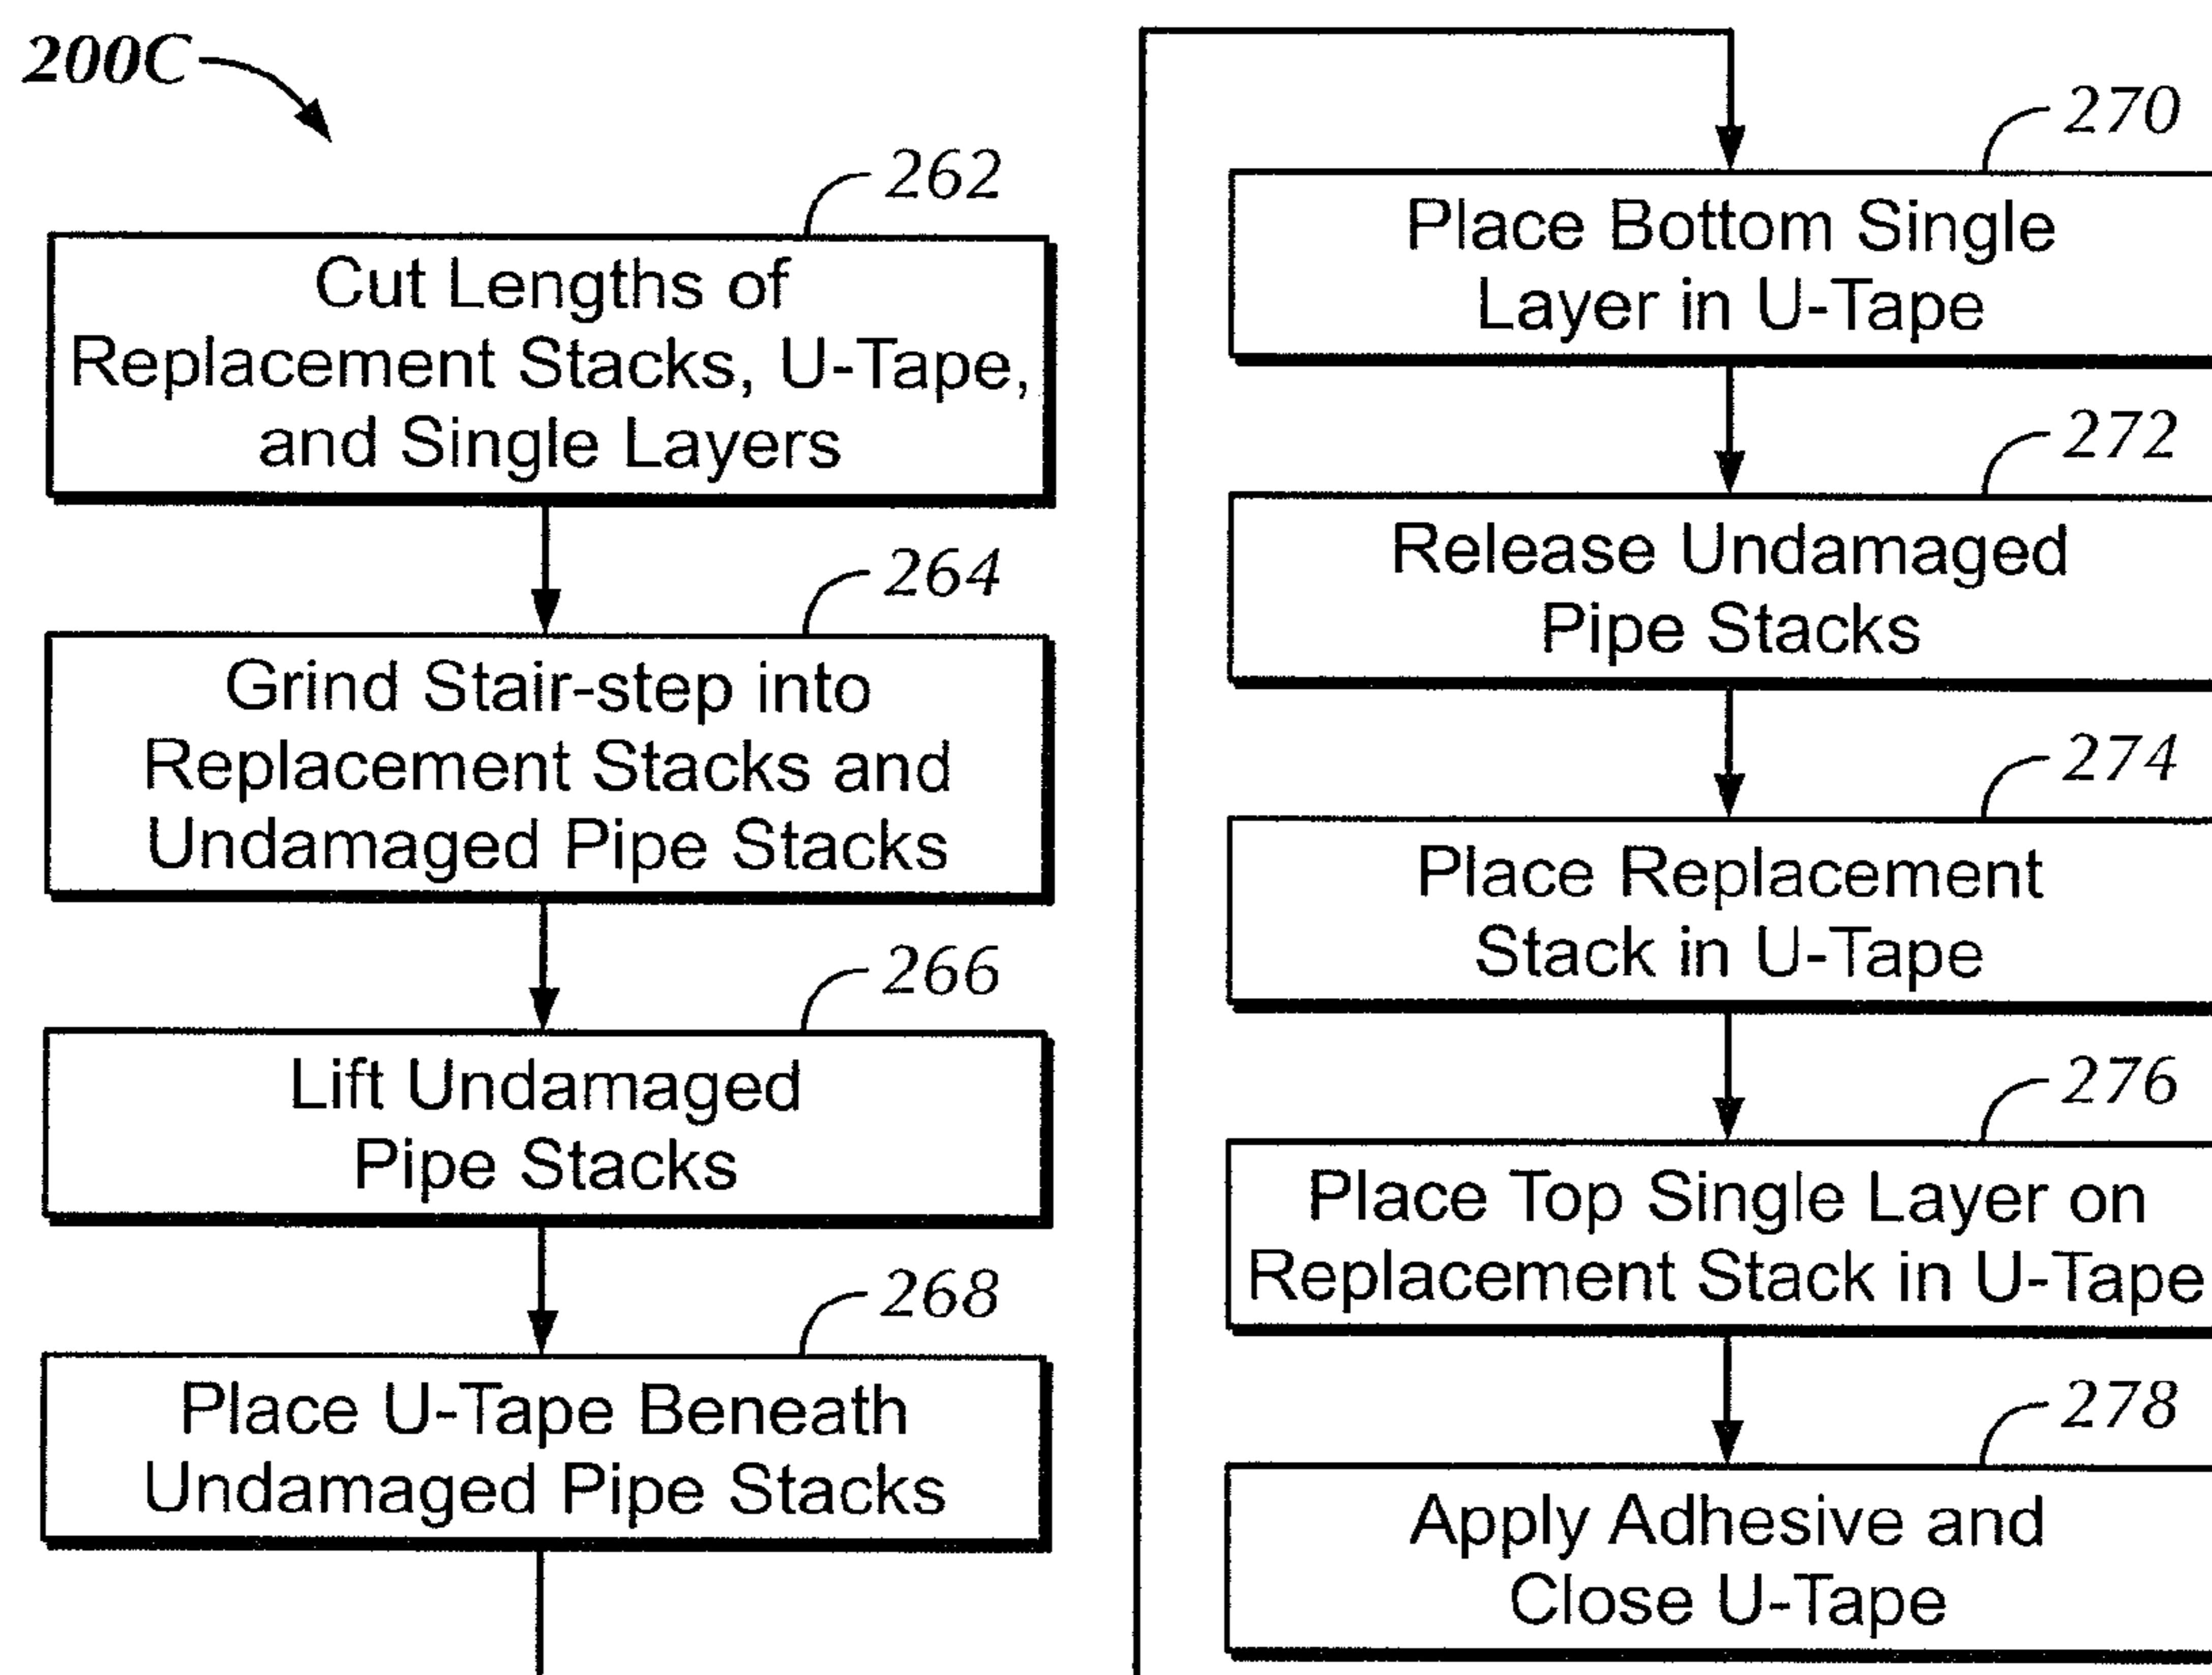 200C
262
Cut Lengths of
Replacement Stacks, U-Tape,
and Single Layers
264
Grind Stair-step into
Replacement Stacks and
Undamaged Pipe Stacks
266
Lift Undamaged
Pipe Stacks
268
Place U-Tape Beneath
Undamaged Pipe Stacks
270
Place Bottom Single
Layer in U-Tape
272
Release Undamaged
Pipe Stacks
274
Place Replacement
Stack in U-Tape
276
Place Top Single Layer on
Replacement Stack in U-Tape
278
Apply Adhesive and
Close U-Tape